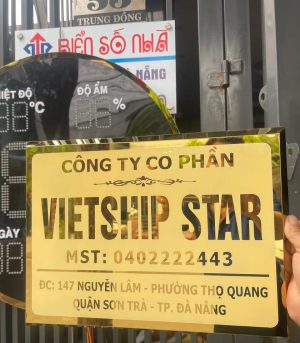 55
TRUNG ĐÔNG
BIỂN SỐ NHÀ
NẴNG
NHIỆT ĐỘ
ĐỘ ẨM
°C
%
NGÀY
CÔNG TY CỔ PHẦN
VIETSHIP STAR
MST: 0402222443
ĐC: 147 NGUYỄN LÂM - PHƯỜNG THỌ QUANG
QUẬN SƠN TRÀ - TP. ĐÀ NẴNG